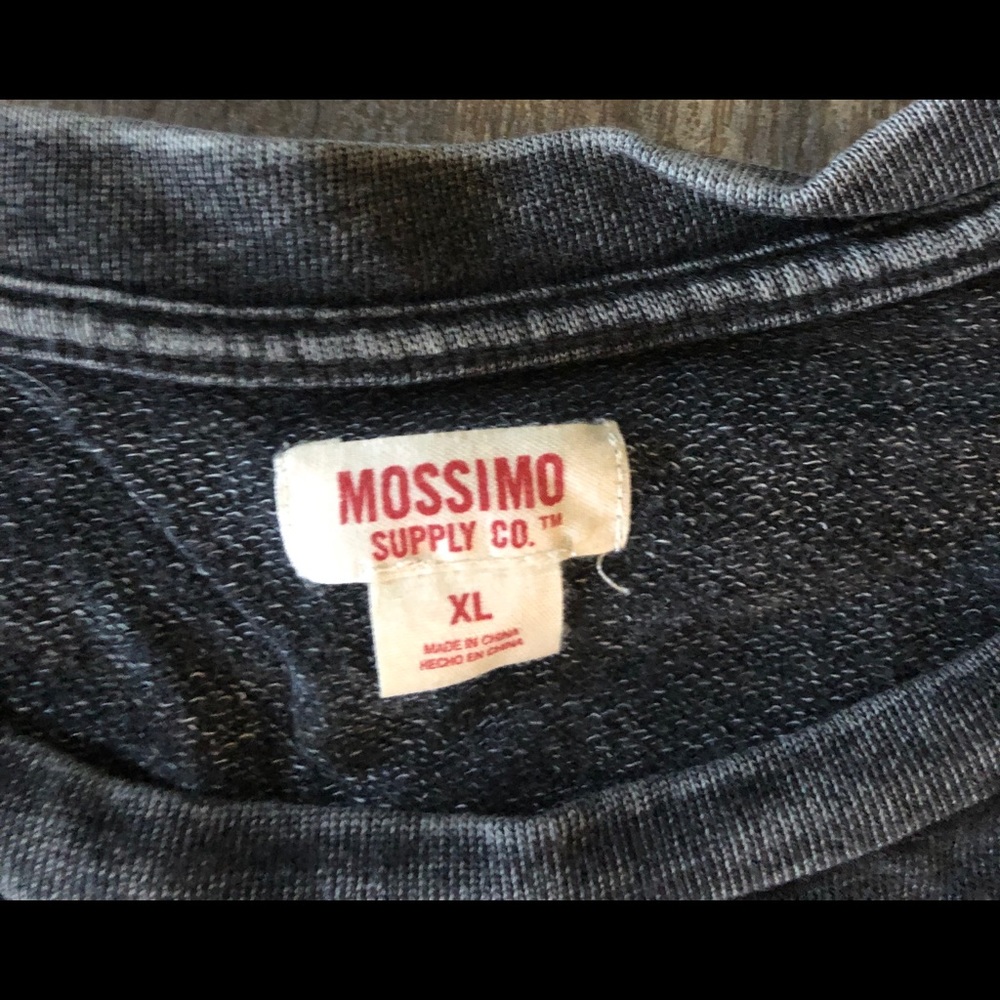 MOSSIMO
SUPPLY CO.™
XL
MADE IN CHINA
HECHO EN CHINA